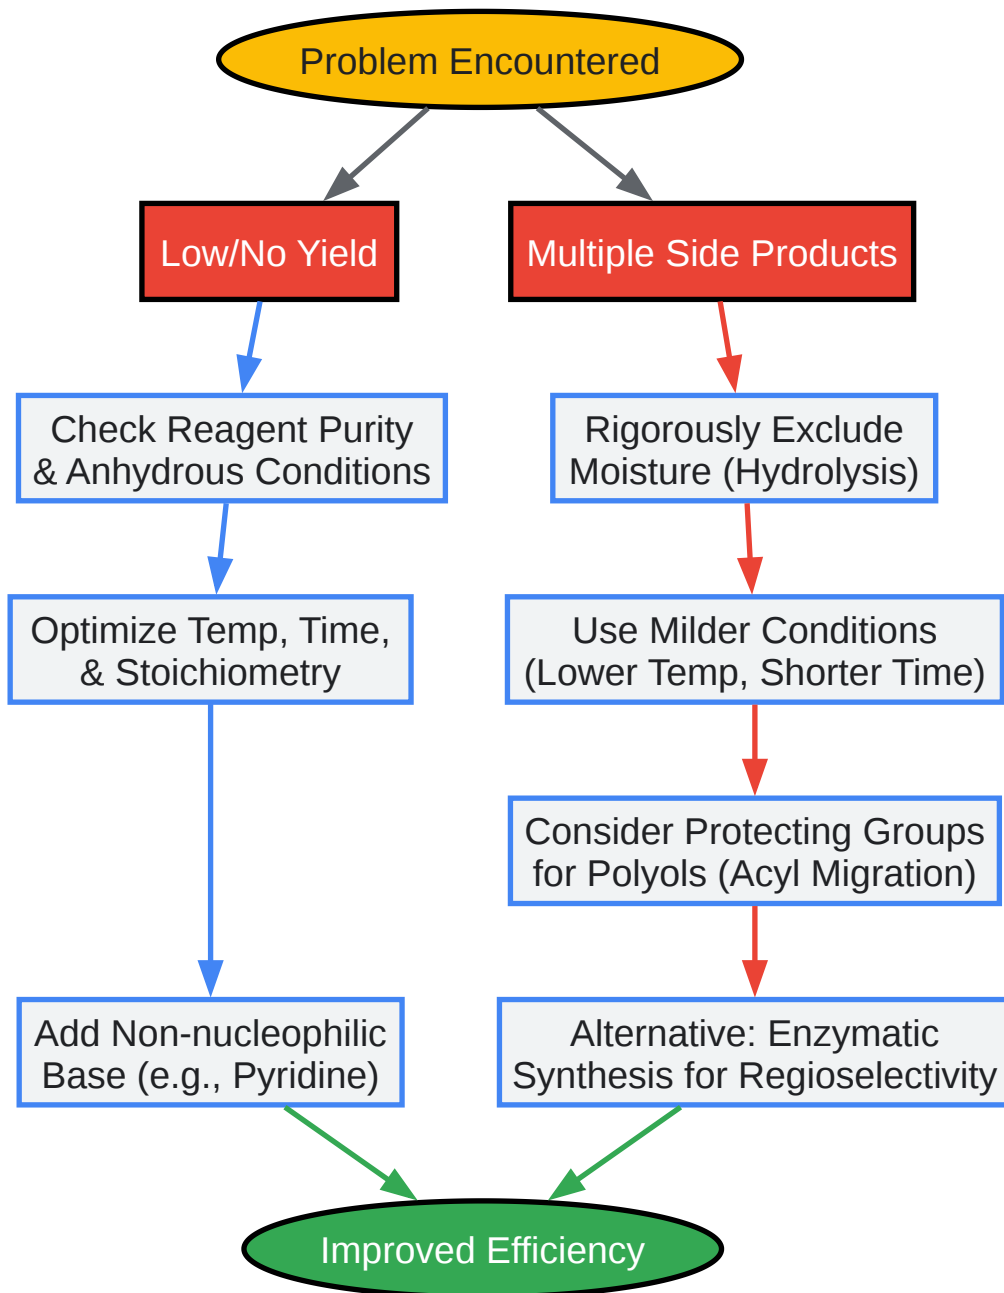 Problem Encountered
Low/No Yield
Multiple Side Products
Check Reagent Purity
& Anhydrous Conditions
Rigorously Exclude
Moisture (Hydrolysis)
Optimize Temp, Time,
& Stoichiometry
Use Milder Conditions
(Lower Temp, Shorter Time)
Consider Protecting Groups
for Polyols (Acyl Migration)
Add Non-nucleophilic
Base (e.g., Pyridine)
Alternative: Enzymatic
Synthesis for Regioselectivity
Improved Efficiency